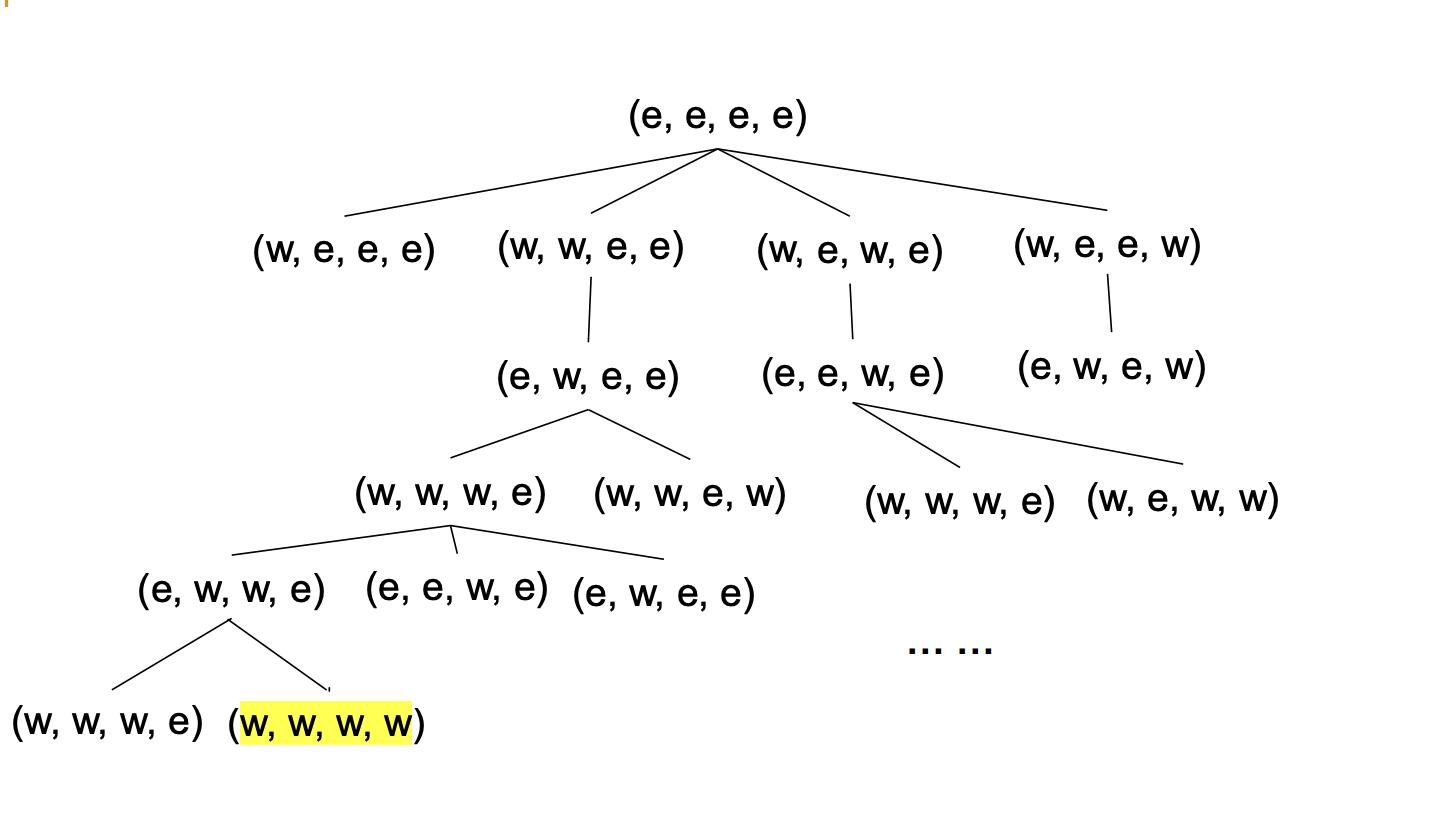 (e, e, e, e)
(w, e, e, e) (w, w, e, e) (w, e, w, e) (w, e, e, w)
(e, w, e, e) (e, e, w, e) (e, w, e, w)
(w, w, w, e) (w, w, e, w) (w, w, w, e) (w, e, w, w)
(e, w, w, e) (e, e, w, e) (e, w, e, e)
... ...
(w, w, w, e) (w, w, w, w)